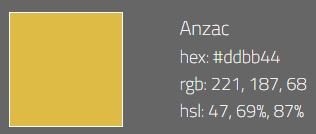 Anzac
hex: #ddbb44
rgb: 221, 187, 68
hsl: 47, 69%, 87%